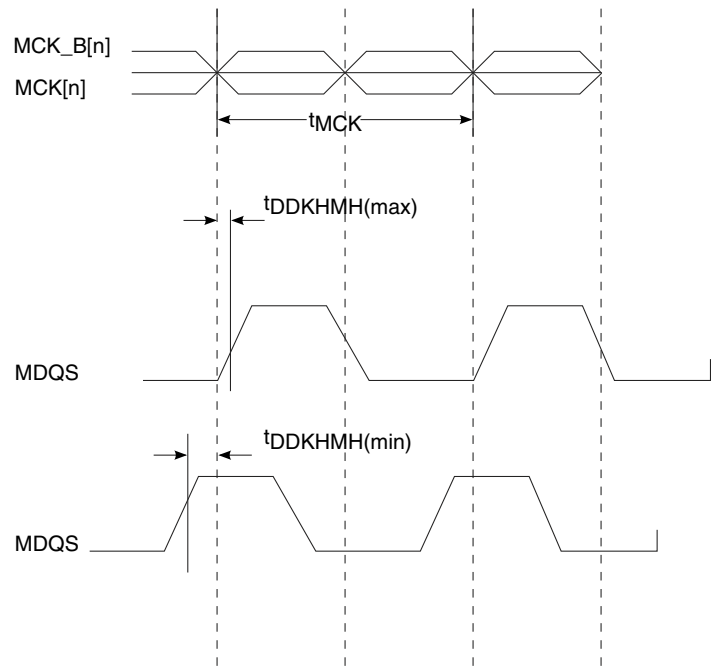 MCK_B[n]
MCK[n]
tMCK
tDDKHMH(max)
MDQS
tDDKHMH(min)
MDQS